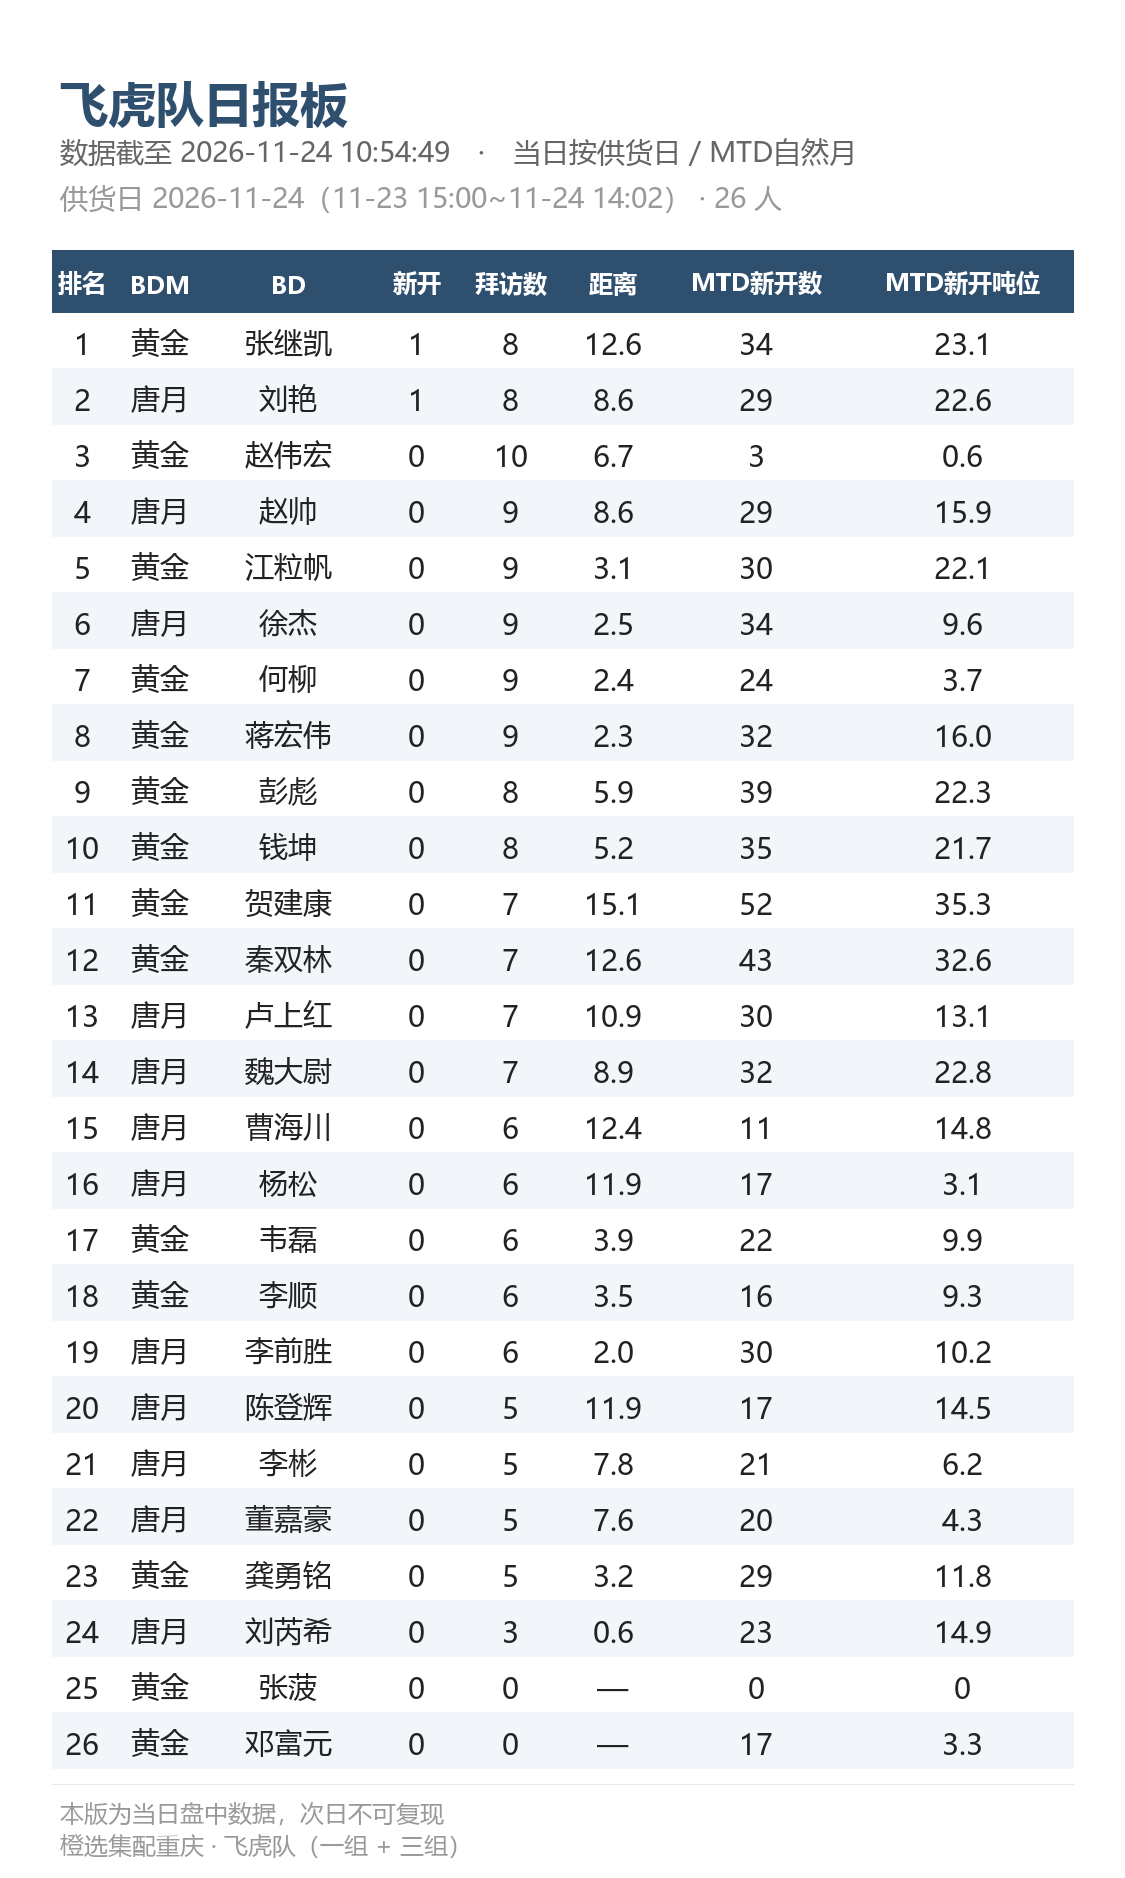 飞虎队日报板
数据截至 2026-11-24 10:54:49 · 当日按供货日 / MTD自然月
供货日 2026-11-24（11-23 15:00~11-24 14:02） · 26 人
排名 BDM BD 新开 拜访数 距离 MTD新开数 MTD新开吨位
1 黄金 张继凯 1 8 12.6 34 23.1
2 唐月 刘艳 1 8 8.6 29 22.6
3 黄金 赵伟宏 0 10 6.7 3 0.6
4 唐月 赵帅 0 9 8.6 29 15.9
5 黄金 江粒帆 0 9 3.1 30 22.1
6 唐月 徐杰 0 9 2.5 34 9.6
7 黄金 何柳 0 9 2.4 24 3.7
8 黄金 蒋宏伟 0 9 2.3 32 16.0
9 黄金 彭彪 0 8 5.9 39 22.3
10 黄金 钱坤 0 8 5.2 35 21.7
11 黄金 贺建康 0 7 15.1 52 35.3
12 黄金 秦双林 0 7 12.6 43 32.6
13 唐月 卢上红 0 7 10.9 30 13.1
14 唐月 魏大尉 0 7 8.9 32 22.8
15 唐月 曹海川 0 6 12.4 11 14.8
16 唐月 杨松 0 6 11.9 17 3.1
17 黄金 韦磊 0 6 3.9 22 9.9
18 黄金 李顺 0 6 3.5 16 9.3
19 唐月 李前胜 0 6 2.0 30 10.2
20 唐月 陈登辉 0 5 11.9 17 14.5
21 唐月 李彬 0 5 7.8 21 6.2
22 唐月 董嘉豪 0 5 7.6 20 4.3
23 黄金 龚勇铭 0 5 3.2 29 11.8
24 唐月 刘芮希 0 3 0.6 23 14.9
25 黄金 张菠 0 0 — 0 0
26 黄金 邓富元 0 0 — 17 3.3
本版为当日盘中数据，次日不可复现
橙选集配重庆 · 飞虎队（一组 + 三组）